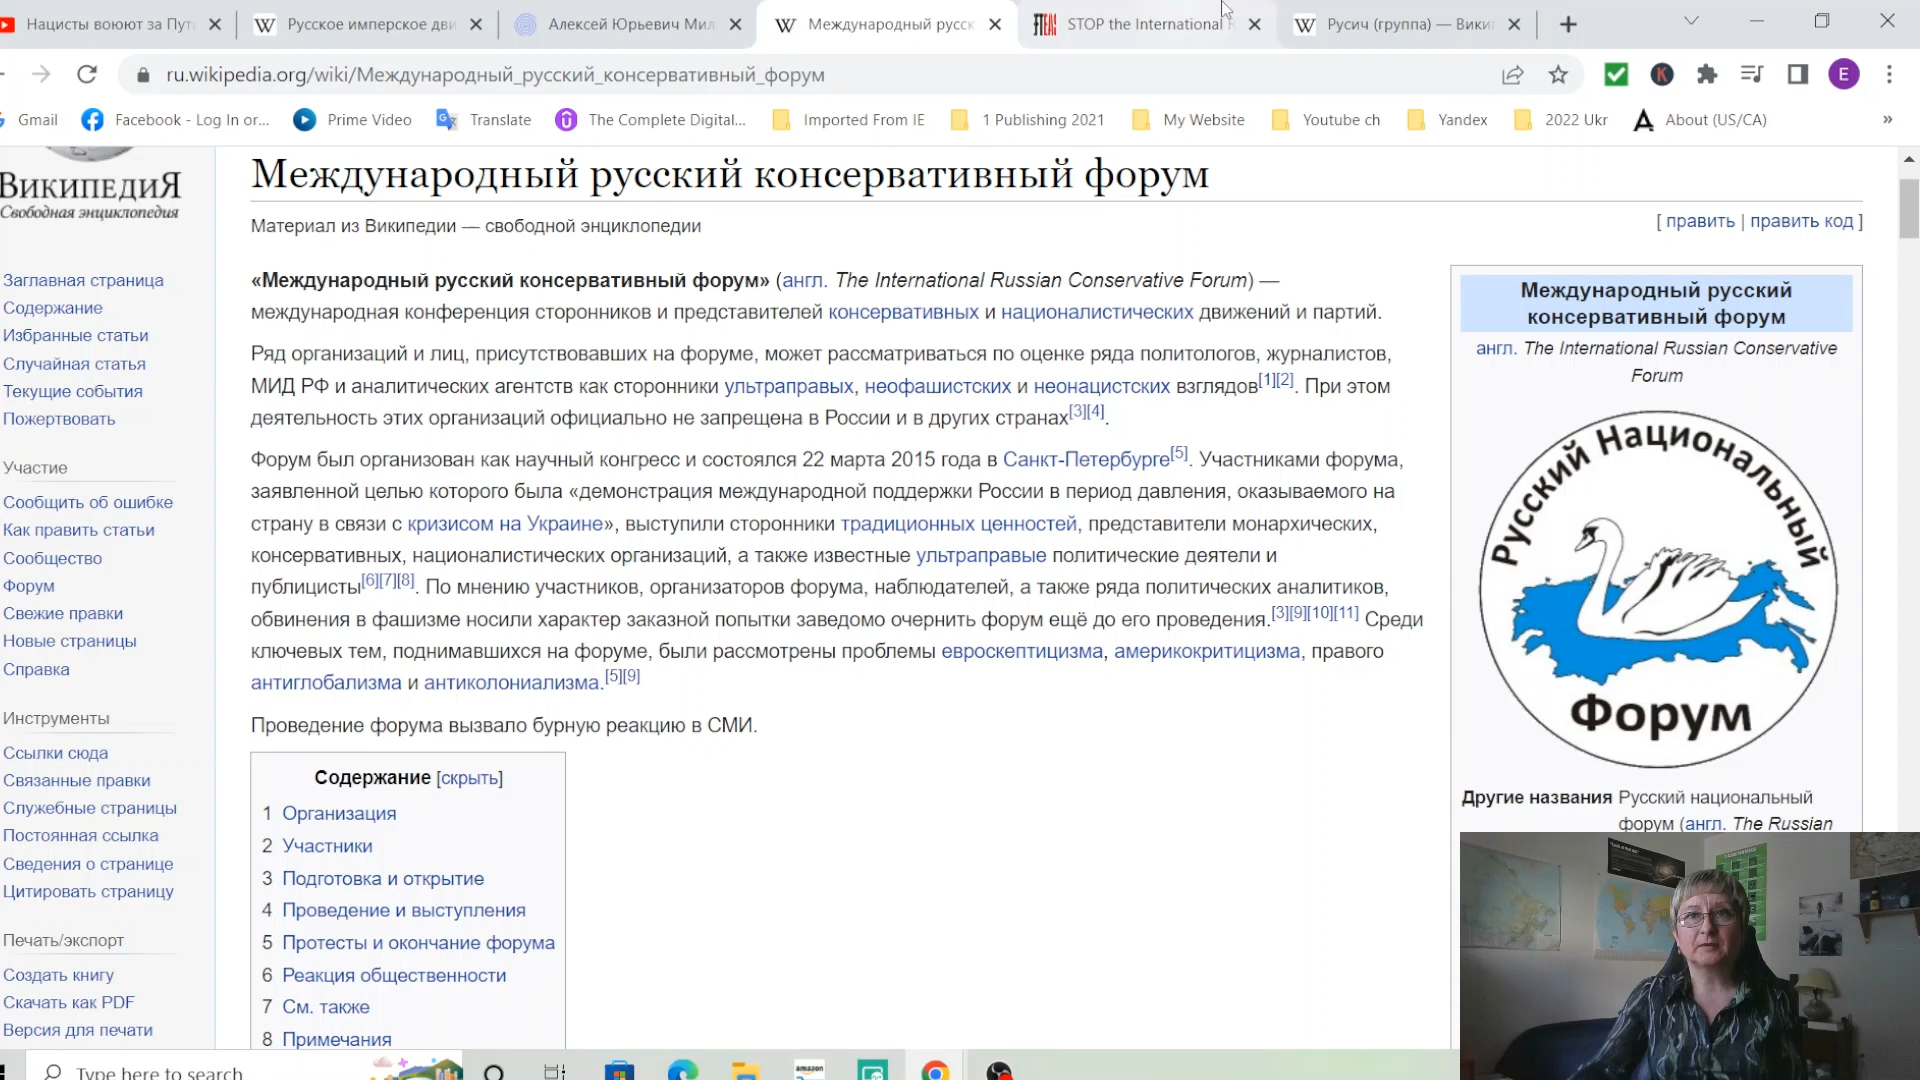 Нацисты воюют за Пут
Русское имперское дви
Алексей Юрьевич Мил
Международный русск
STOP the International R
Русич (группа) — Вики
ru.wikipedia.org/wiki/Международный_русский_консервативный_форум
E
Gmail
Facebook - Log In or...
Prime Video
Translate
The Complete Digital...
Imported From IE
1 Publishing 2021
My Website
Youtube ch
Yandex
2022 Ukr
About (US/CA)
»
ВИКИПЕДИЯ
Свободная энциклопедия
Заглавная страница
Содержание
Избранные статьи
Случайная статья
Текущие события
Пожертвовать
Участие
Сообщить об ошибке
Как править статьи
Сообщество
Форум
Свежие правки
Новые страницы
Справка
Инструменты
Ссылки сюда
Связанные правки
Служебные страницы
Постоянная ссылка
Сведения о странице
Цитировать страницу
Печать/экспорт
Создать книгу
Скачать как PDF
Версия для печати
Международный русский консервативный форум
Материал из Википедии — свободной энциклопедии
[ править | править код ]
«Международный русский консервативный форум» (англ. The International Russian Conservative Forum) —
международная конференция сторонников и представителей консервативных и националистических движений и партий.
Ряд организаций и лиц, присутствовавших на форуме, может рассматриваться по оценке ряда политологов, журналистов,
МИД РФ и аналитических агентств как сторонники ультраправых, неофашистских и неонацистских взглядов[1][2]. При этом
деятельность этих организаций официально не запрещена в России и в других странах[3][4].
Форум был организован как научный конгресс и состоялся 22 марта 2015 года в Санкт-Петербурге[5]. Участниками форума,
заявленной целью которого была «демонстрация международной поддержки России в период давления, оказываемого на
страну в связи с кризисом на Украине», выступили сторонники традиционных ценностей, представители монархических,
консервативных, националистических организаций, а также известные ультраправые политические деятели и
публицисты[6][7][8]. По мнению участников, организаторов форума, наблюдателей, а также ряда политических аналитиков,
обвинения в фашизме носили характер заказной попытки заведомо очернить форум ещё до его проведения.[3][9][10][11] Среди
ключевых тем, поднимавшихся на форуме, были рассмотрены проблемы евроскептицизма, америкокритицизма, правого
антиглобализма и антиколониализма.[5][9]
Проведение форума вызвало бурную реакцию в СМИ.
Содержание [скрыть]
1 Организация
2 Участники
3 Подготовка и открытие
4 Проведение и выступления
5 Протесты и окончание форума
6 Реакция общественности
7 См. также
8 Примечания
Международный русский
консервативный форум
англ. The International Russian Conservative
Forum
Русский Национальный
Форум
Другие названия Русский национальный
форум (англ. The Russian
Type here to search
amazon